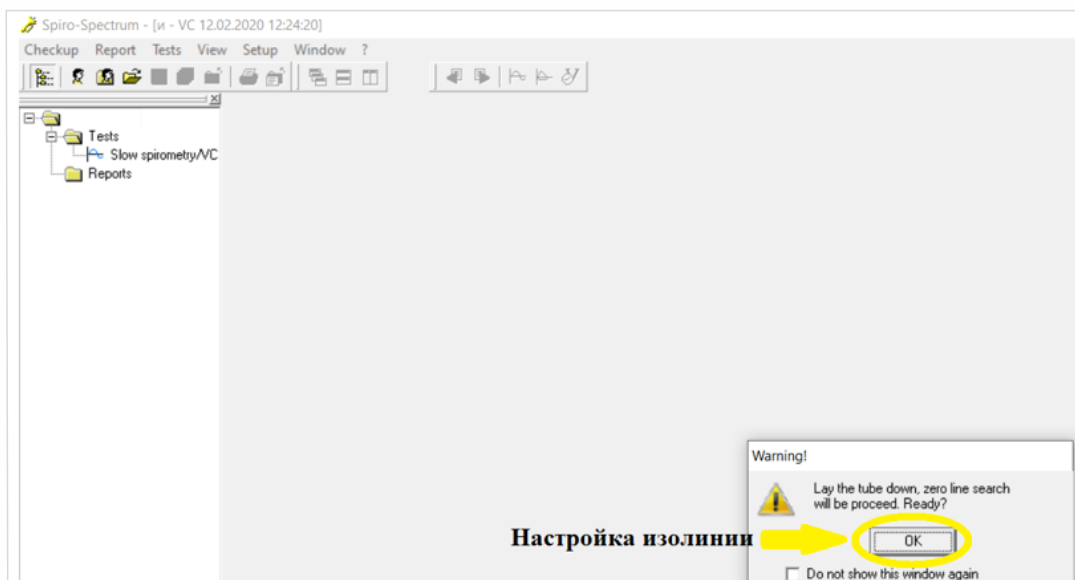 Spiro-Spectrum - [и - VC 12.02.2020 12:24:20]
Checkup Report Tests View Setup Window ?
Tests
Slow spirometry/VC
Reports
Warning!
Lay the tube down, zero line search
will be proceed. Ready?
Настройка изолинии
OK
Do not show this window again